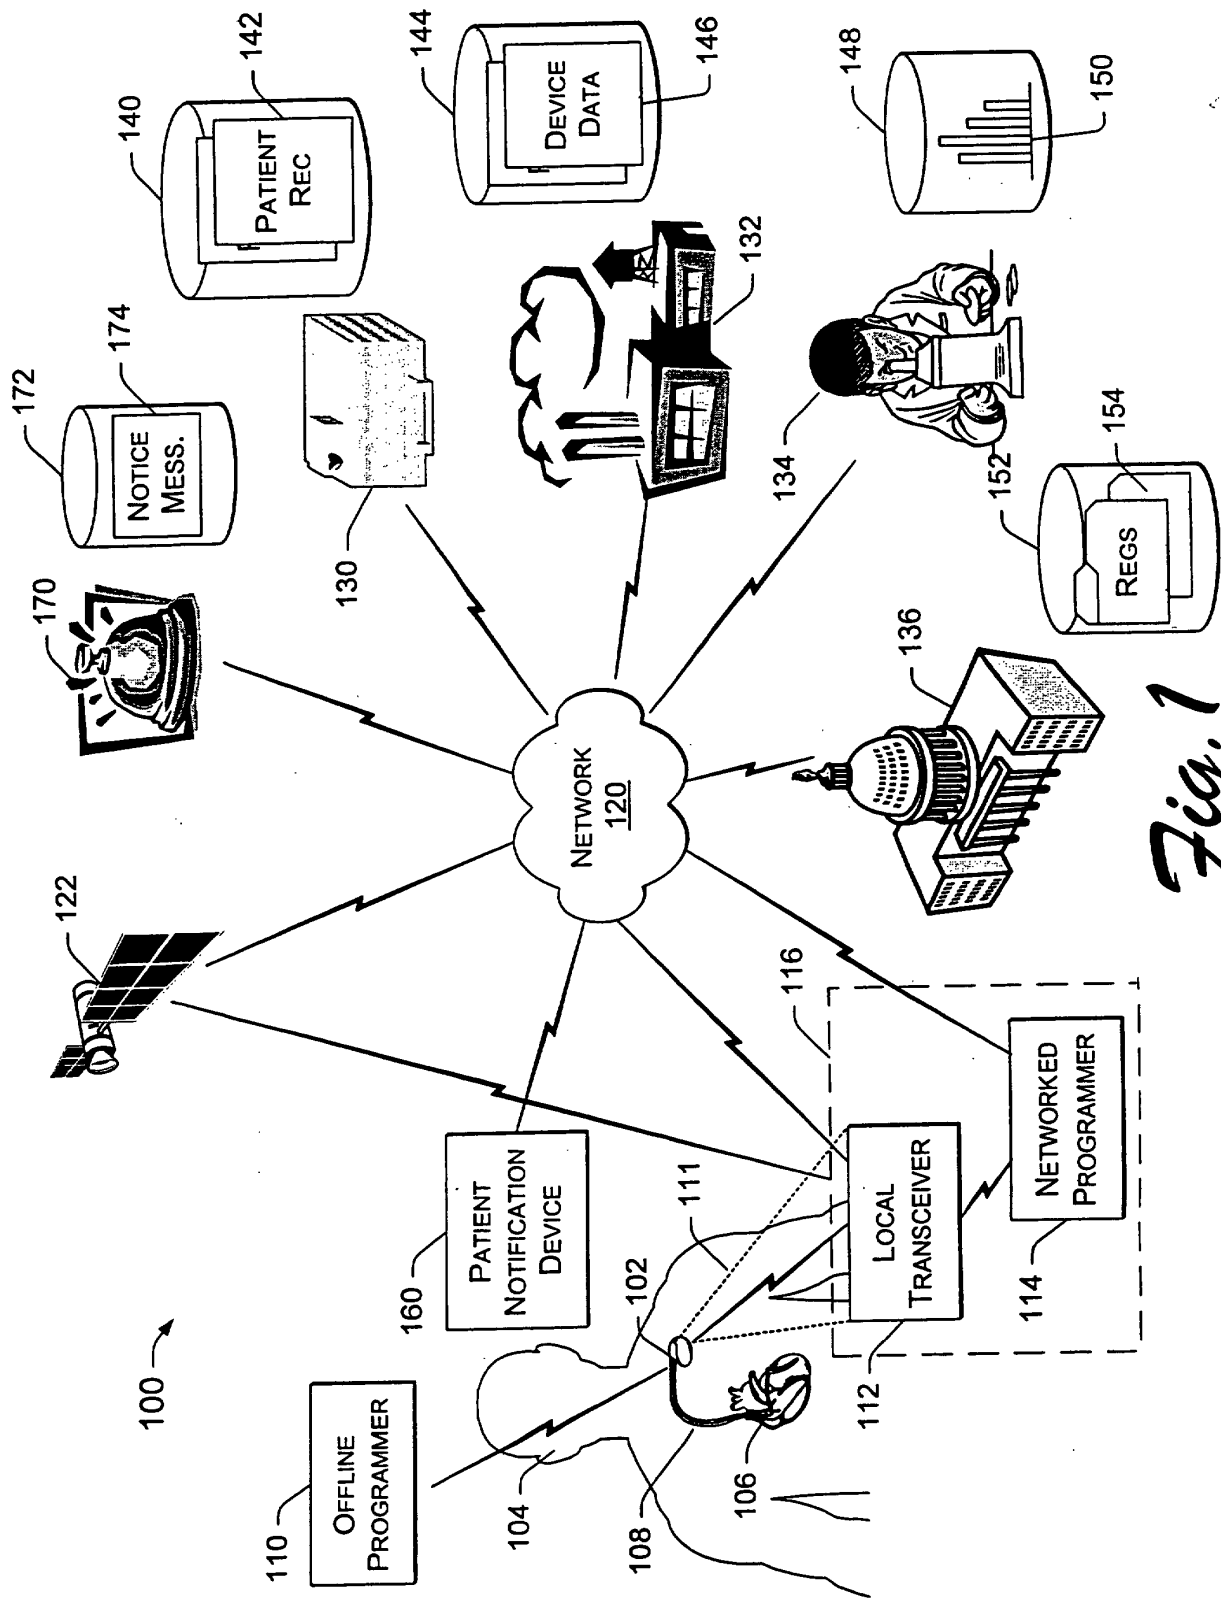 100
110
OFFLINE
PROGRAMMER
104
108
106
102
111
160
PATIENT
NOTIFICATION
DEVICE
122
112
LOCAL
TRANSCEIVER
114
NETWORKED
PROGRAMMER
116
NETWORK
120
170
172
NOTICE
MESS.
174
130
140
PATIENT
REC
142
144
DEVICE
DATA
146
132
134
148
150
136
152
REGS
154
Fig. 1